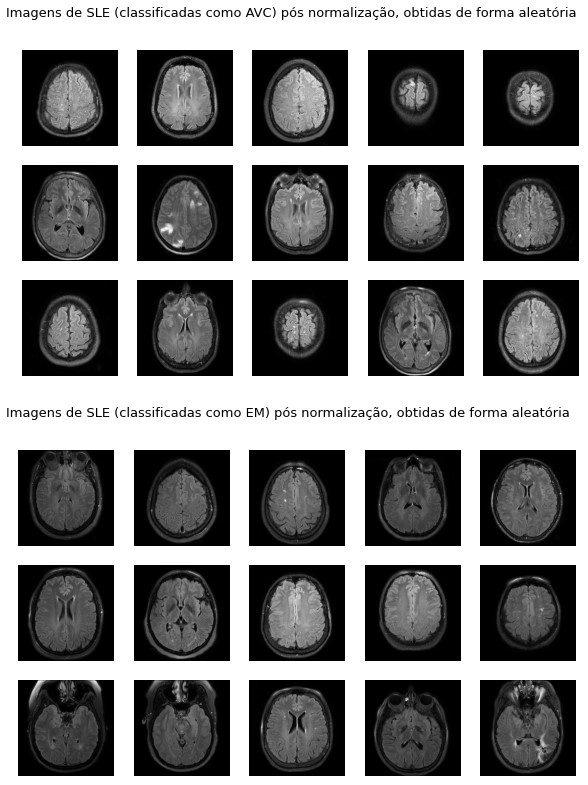 Imagens de SLE (classificadas como AVC) pós normalização, obtidas de forma aleatória
Imagens de SLE (classificadas como EM) pós normalização, obtidas de forma aleatória